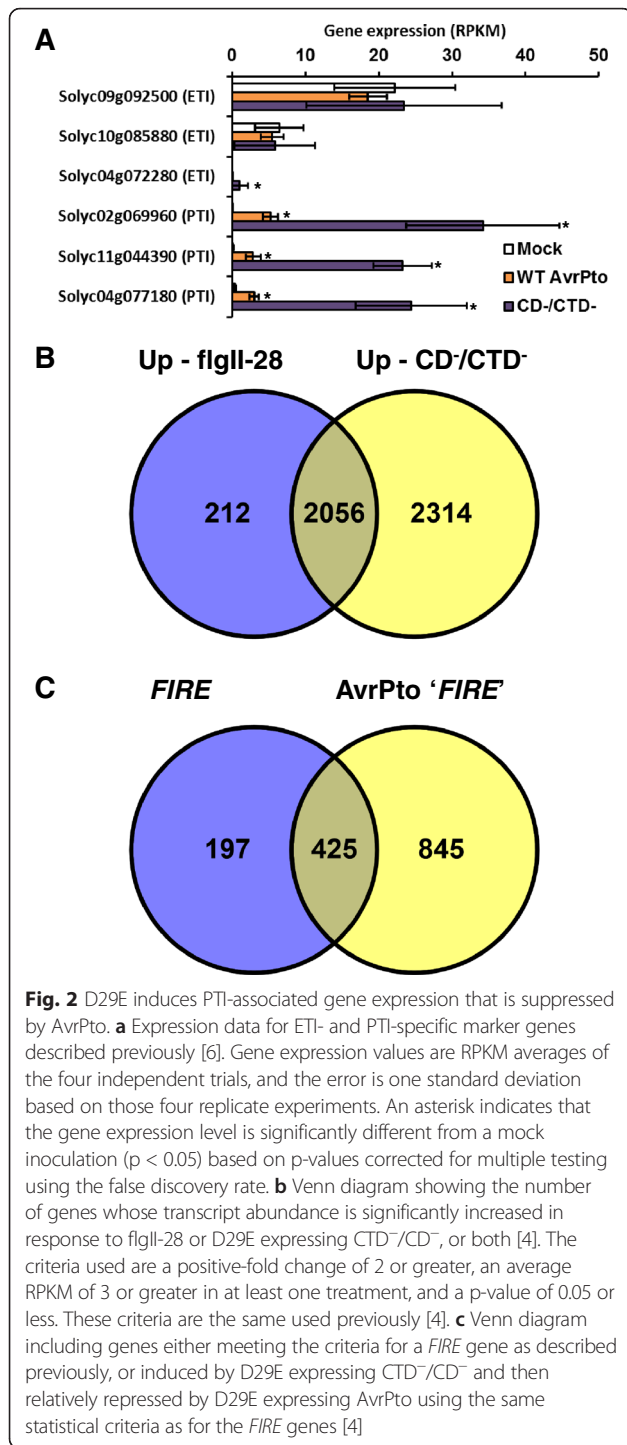 A
Gene expression (RPKM)
0 10 20 30 40 50
Solyc09g092500 (ETI)
Solyc10g085880 (ETI)
Solyc04g072280 (ETI)
*
Solyc02g069960 (PTI)
* *
Mock
Solyc11g044390 (PTI)
* *
WT AvrPto
Solyc04g077180 (PTI)
* *
CD-/CTD-
B
Up - flgII-28 Up - CD⁻/CTD⁻
212 2056 2314
C
FIRE AvrPto 'FIRE'
197 425 845
Fig. 2 D29E induces PTI-associated gene expression that is suppressed
by AvrPto. a Expression data for ETI- and PTI-specific marker genes
described previously [6]. Gene expression values are RPKM averages of
the four independent trials, and the error is one standard deviation
based on those four replicate experiments. An asterisk indicates that
the gene expression level is significantly different from a mock
inoculation (p < 0.05) based on p-values corrected for multiple testing
using the false discovery rate. b Venn diagram showing the number
of genes whose transcript abundance is significantly increased in
response to flgII-28 or D29E expressing CTD⁻/CD⁻, or both [4]. The
criteria used are a positive-fold change of 2 or greater, an average
RPKM of 3 or greater in at least one treatment, and a p-value of 0.05 or
less. These criteria are the same used previously [4]. c Venn diagram
including genes either meeting the criteria for a FIRE gene as described
previously, or induced by D29E expressing CTD⁻/CD⁻ and then
relatively repressed by D29E expressing AvrPto using the same
statistical criteria as for the FIRE genes [4]